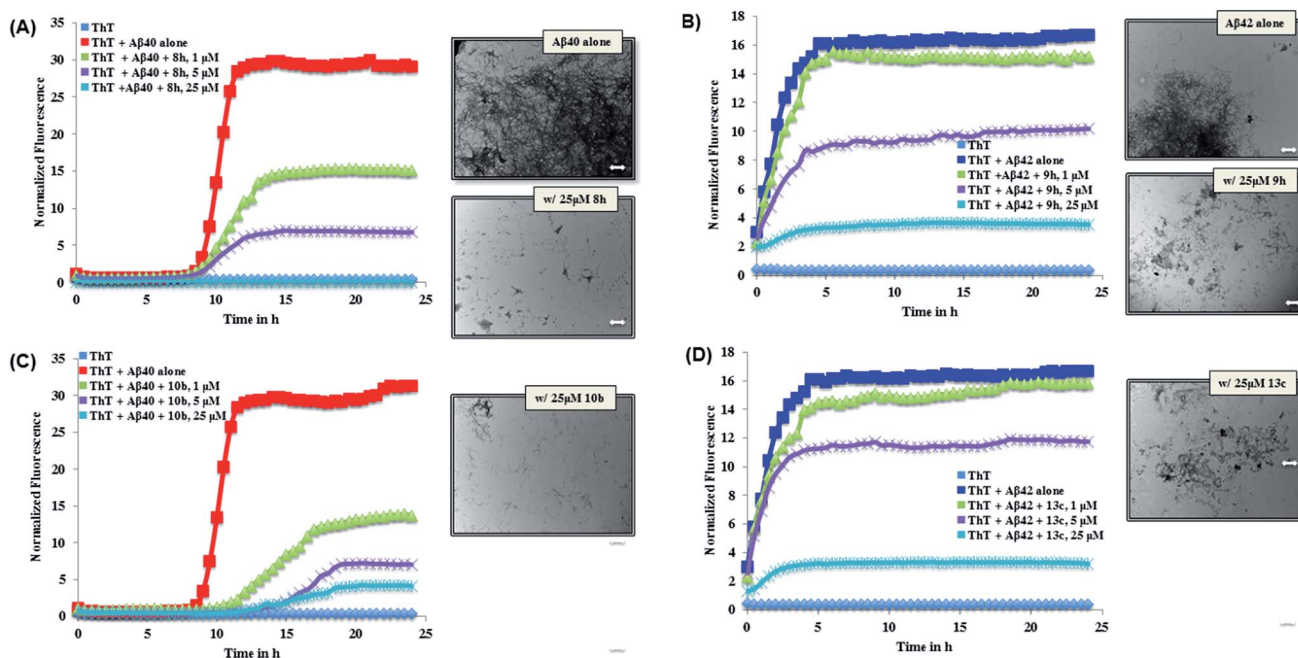 (A)
35
30
25
20
15
10
5
0
Normalized Fluorescence
ThT
ThT + Aβ40 alone
ThT + Aβ40 + 8h, 1 μM
ThT + Aβ40 + 8h, 5 μM
ThT +Aβ40 + 8h, 25 μM
0 5 10 15 20 25
Time in h
Aβ40 alone
w/ 25μM 8h
B)
18
16
14
12
10
8
6
4
2
0
Normalized Fluorescence
ThT
ThT + Aβ42 alone
ThT +Aβ42 + 9h, 1 μM
ThT + Aβ42 + 9h, 5 μM
ThT + Aβ42 + 9h, 25 μM
0 5 10 15 20 25
Time in h
Aβ42 alone
w/ 25μM 9h
(C)
35
30
25
20
15
10
5
0
Normalized Fluorescence
ThT
ThT + Aβ40 alone
ThT + Aβ40 + 10b, 1 μM
ThT + Aβ40 + 10b, 5 μM
ThT + Aβ40 + 10b, 25 μM
0 5 10 15 20 25
Time in h
w/ 25μM 10b
(D)
18
16
14
12
10
8
6
4
2
0
Normalized Fluorescence
ThT
ThT + Aβ42 alone
ThT + Aβ42 + 13c, 1 μM
ThT + Aβ42 + 13c, 5 μM
ThT + Aβ42 + 13c, 25 μM
0 5 10 15 20 25
Time in h
w/ 25μM 13c